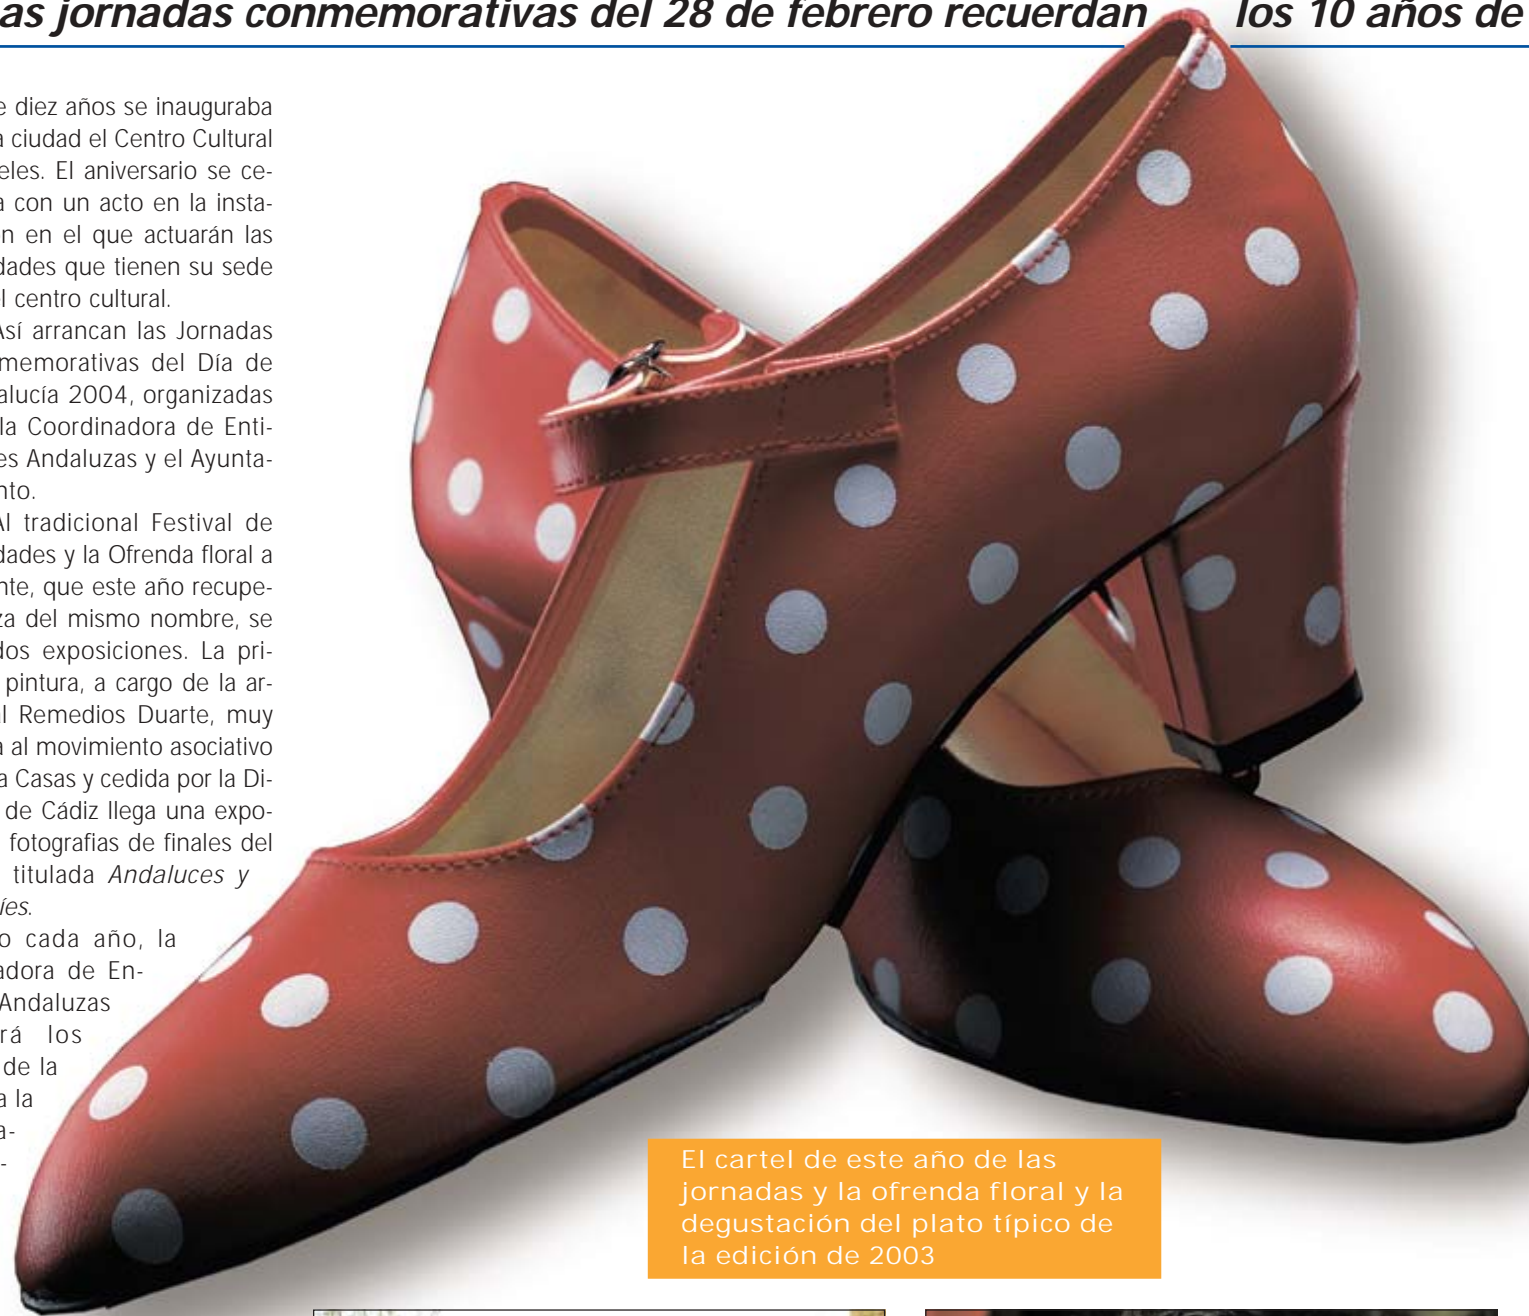 as jornadas conmemorativas del 28 de febrero recuerdan los 10 años de
e diez años se inauguraba
a ciudad el Centro Cultural
eles. El aniversario se ce-
a con un acto en la insta-
n en el que actuarán las
dades que tienen su sede
el centro cultural.
Así arrancan las Jornadas
memorativas del Día de
alucía 2004, organizadas
la Coordinadora de Enti-
es Andaluzas y el Ayunta-
nto.
Al tradicional Festival de
dades y la Ofrenda floral a
nte, que este año recupe-
za del mismo nombre, se
dos exposiciones. La pri-
pintura, a cargo de la ar-
al Remedios Duarte, muy
a al movimiento asociativo
a Casas y cedida por la Di-
de Cádiz llega una expo-
fotografias de finales del
titulada Andaluces y
íes.
o cada año, la
adora de En-
Andaluzas
rá los
de la
a la
a-
-
El cartel de este año de las
jornadas y la ofrenda floral y la
degustación del plato típico de
la edición de 2003